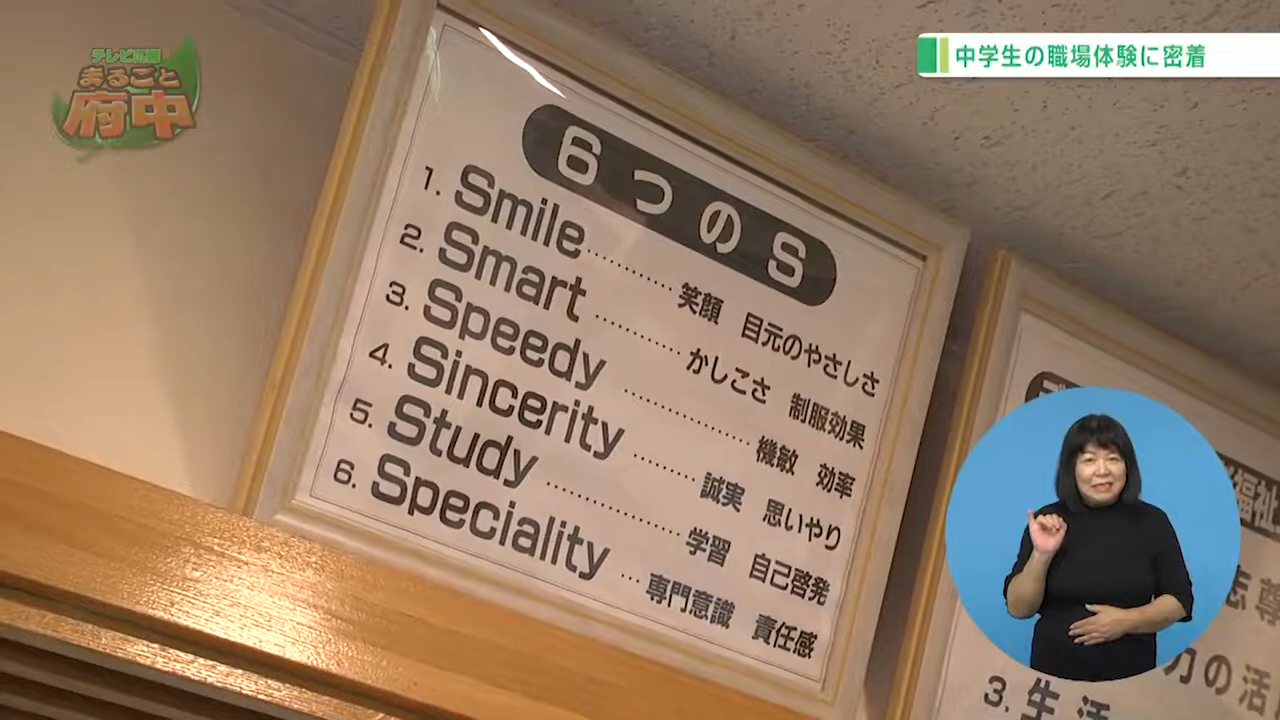 テレビ広報
まるごと
府中
中学生の職場体験に密着
6つのS
1. Smile………… 笑顔 目元のやさしさ
2. Smart ………… かしこさ 制服効果
3. Speedy ………… 機敏 効率
4. Sincerity ……… 誠実 思いやり
5. Study ………… 学習 自己啓発
6. Speciality … 専門意識 責任感
福祉
力の活
3. 生活